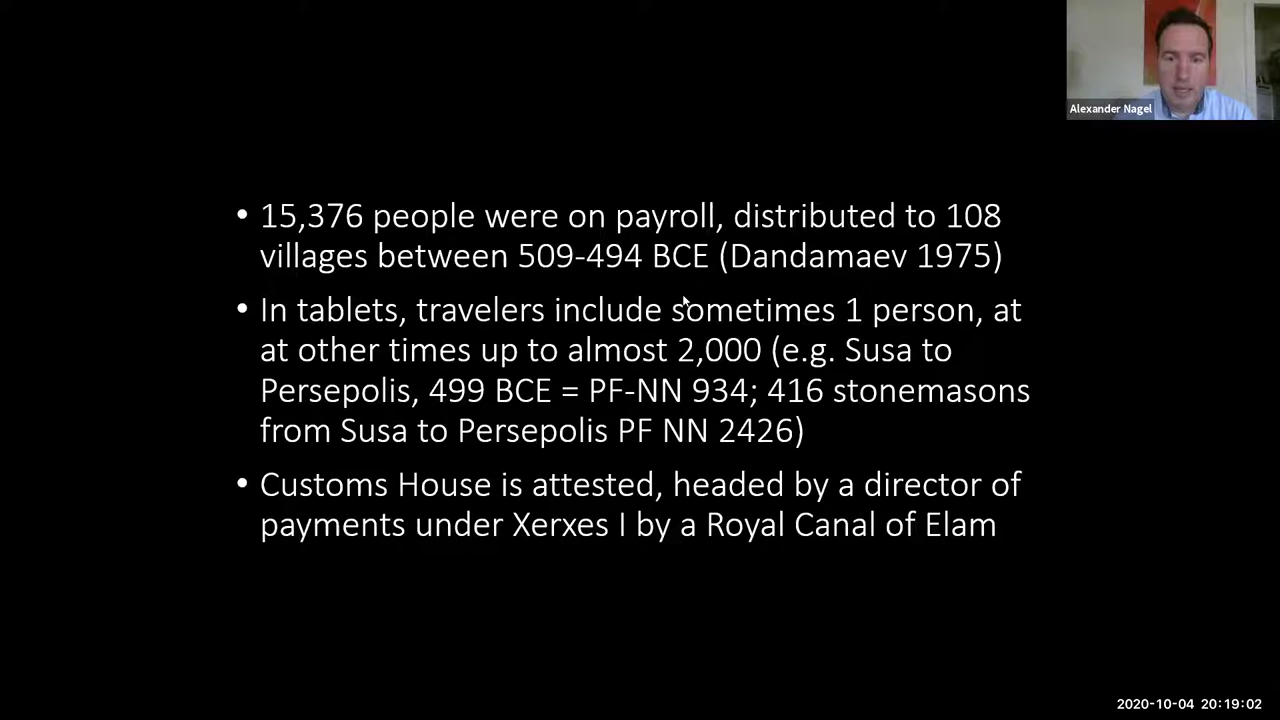 Alexander Nagel
• 15,376 people were on payroll, distributed to 108
villages between 509-494 BCE (Dandamaev 1975)
• In tablets, travelers include sometimes 1 person, at
at other times up to almost 2,000 (e.g. Susa to
Persepolis, 499 BCE = PF-NN 934; 416 stonemasons
from Susa to Persepolis PF NN 2426)
• Customs House is attested, headed by a director of
payments under Xerxes I by a Royal Canal of Elam
2020-10-04 20:19:02